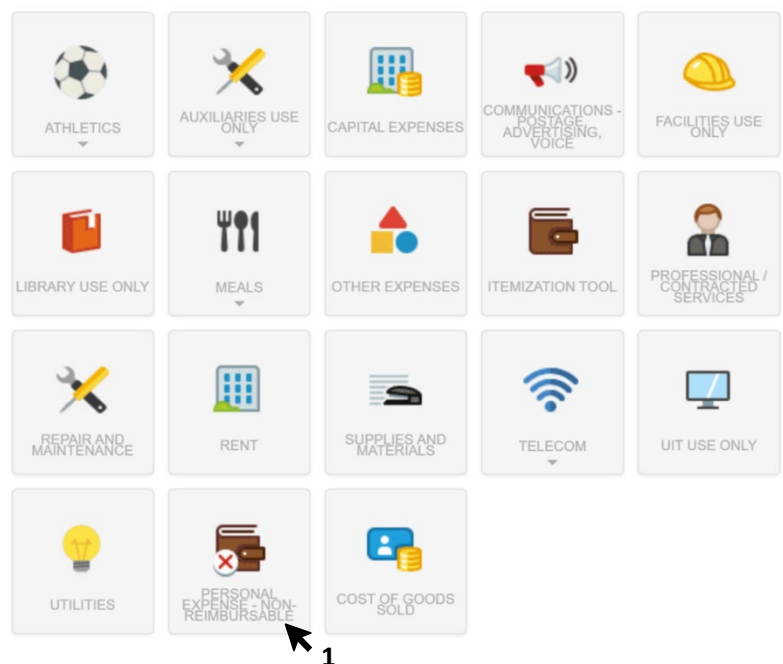 ATHLETICS
AUXILIARIES USE
ONLY
CAPITAL EXPENSES
COMMUNICATIONS -
POSTAGE,
ADVERTISING,
VOICE
FACILITIES USE
ONLY
LIBRARY USE ONLY
MEALS
OTHER EXPENSES
ITEMIZATION TOOL
PROFESSIONAL /
CONTRACTED
SERVICES
REPAIR AND
MAINTENANCE
RENT
SUPPLIES AND
MATERIALS
TELECOM
UIT USE ONLY
UTILITIES
PERSONAL
EXPENSE - NON-
REIMBURSABLE
COST OF GOODS
SOLD
1